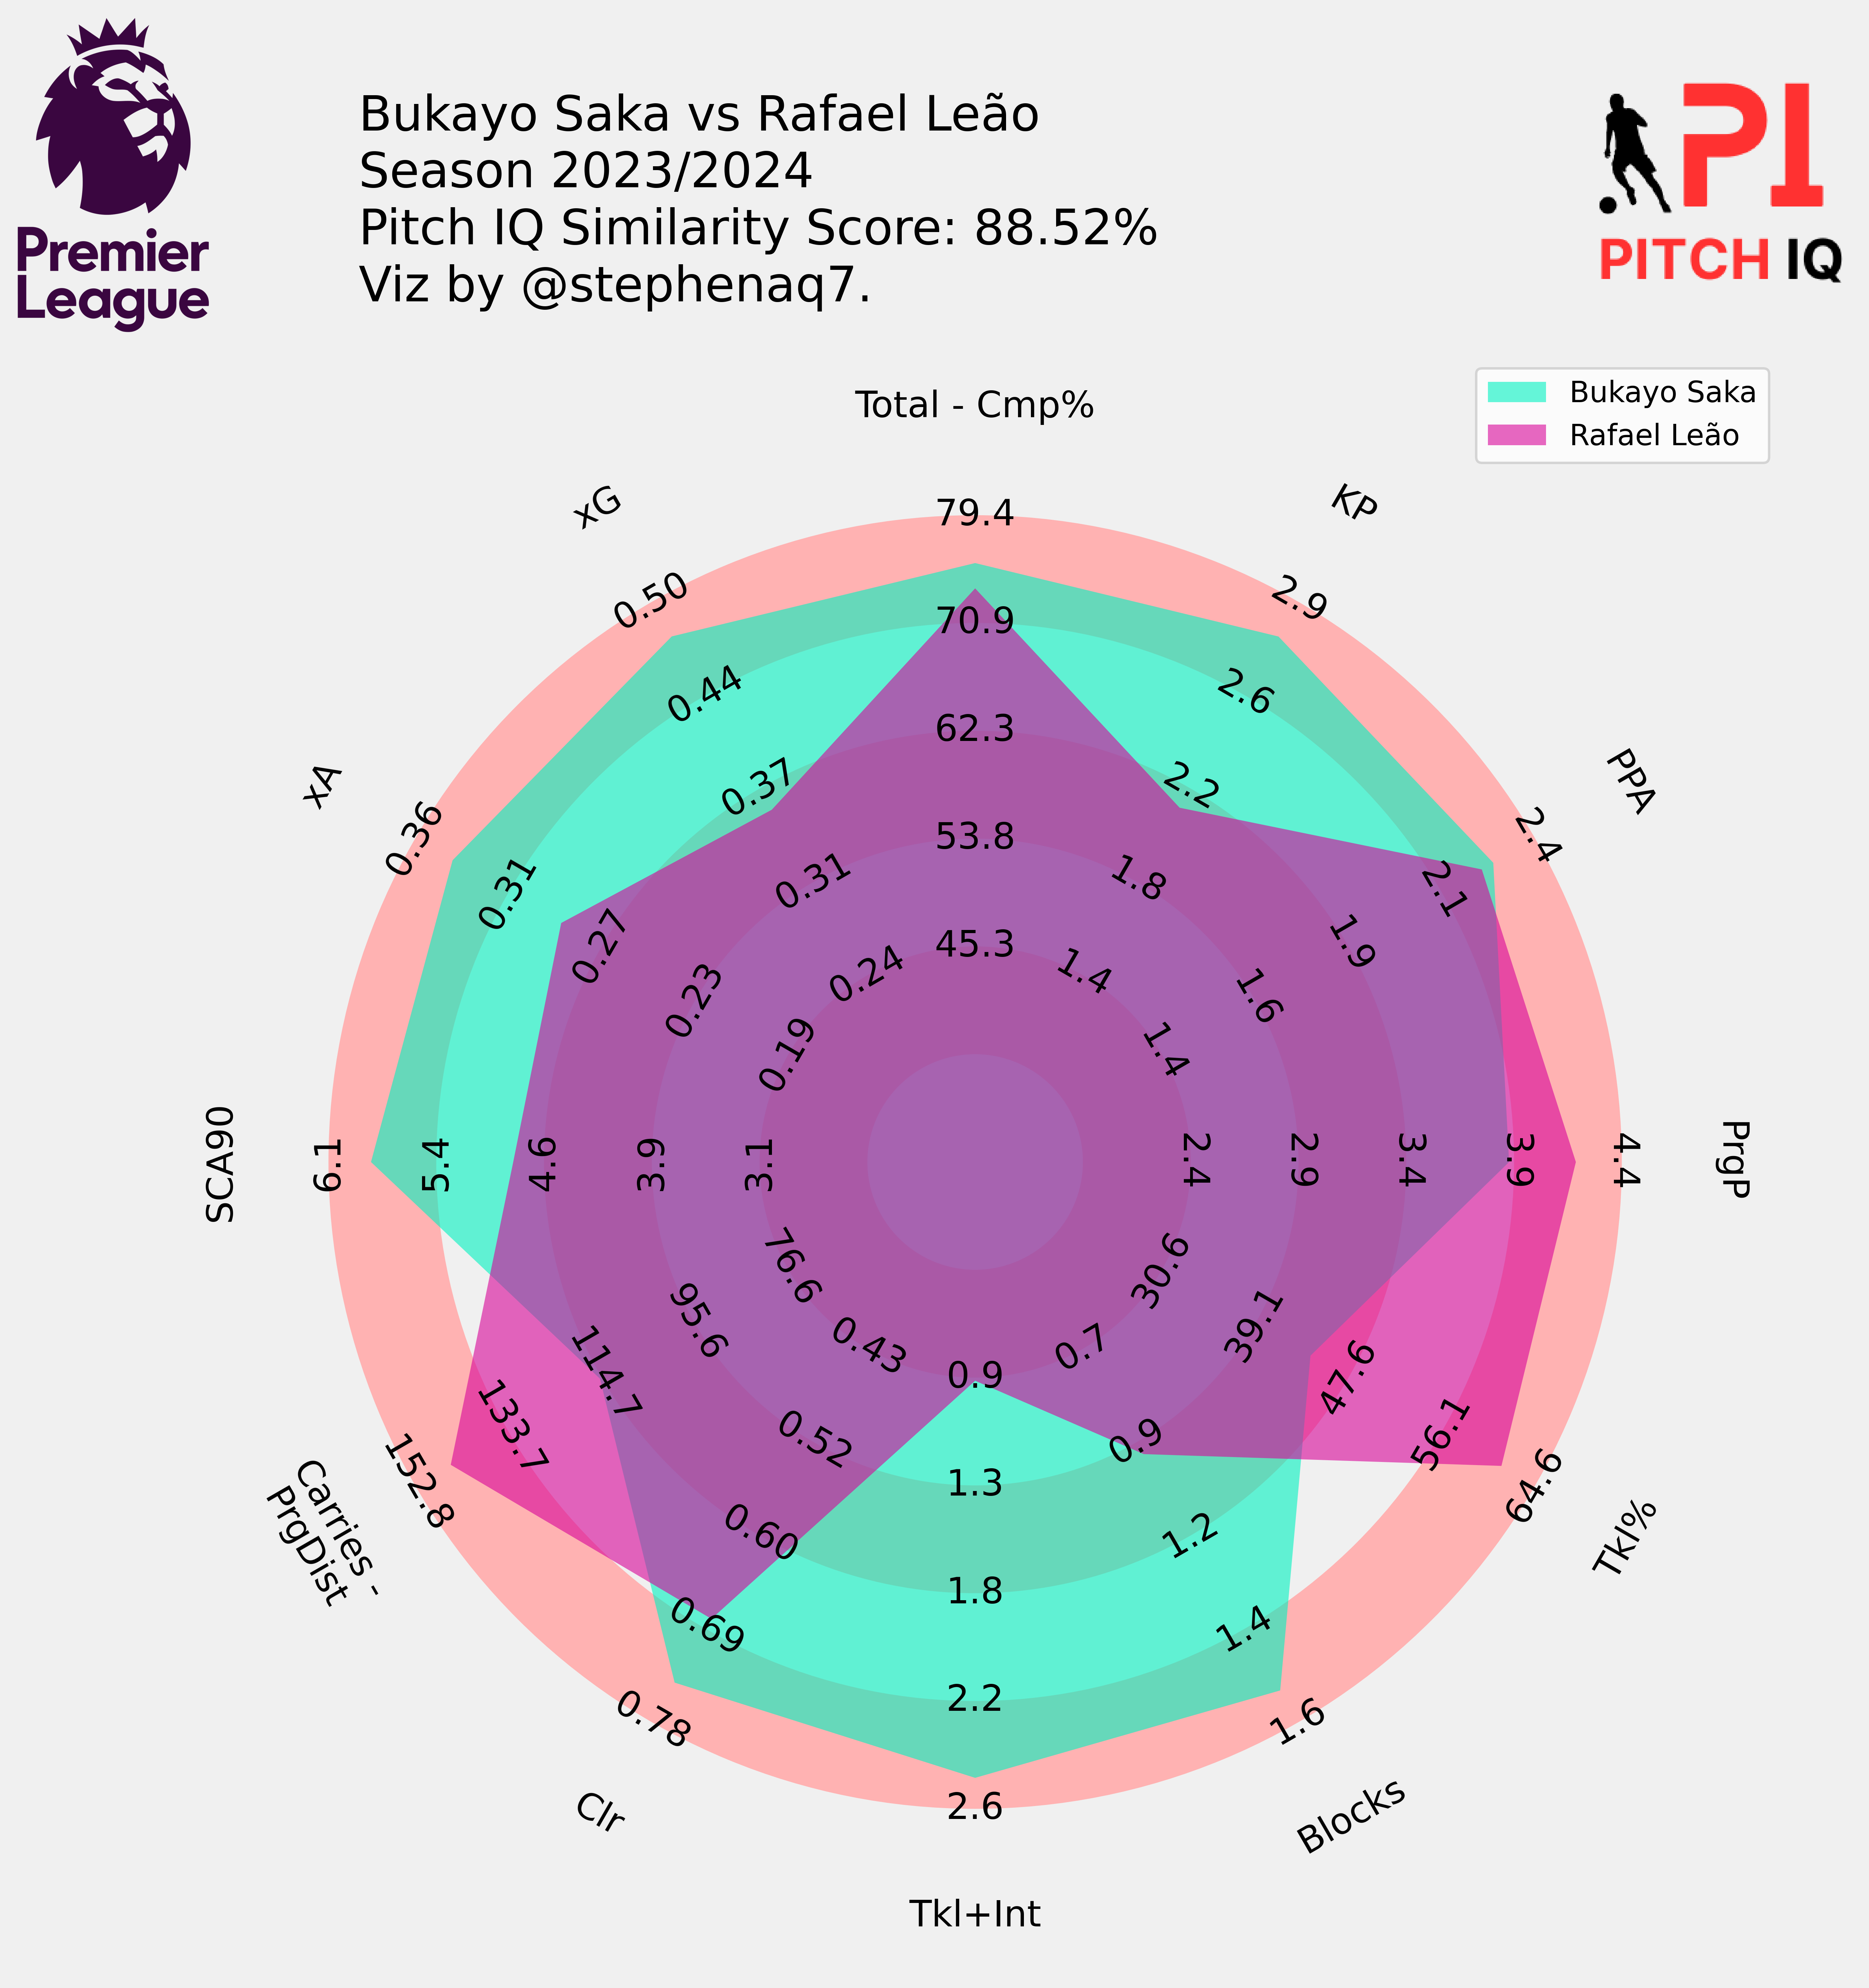 Premier
League
Bukayo Saka vs Rafael Leão
Season 2023/2024
Pitch IQ Similarity Score: 88.52%
Viz by @stephenaq7.
PI
PITCH IQ
Bukayo Saka
Rafael Leão
Total - Cmp%
79.4
70.9
62.3
53.8
45.3
KP
2.9
2.6
2.2
1.8
1.4
PPA
2.4
2.1
1.9
1.6
1.4
PrgP
4.4
3.9
3.4
2.9
2.4
Tkl%
64.6
56.1
47.6
39.1
30.6
Blocks
1.6
1.4
1.2
0.9
0.7
Tkl+Int
2.6
2.2
1.8
1.3
0.9
Clr
0.78
0.69
0.60
0.52
0.43
Carries -
PrgDist
152.8
133.7
114.7
95.6
76.6
SCA90
6.1
5.4
4.6
3.9
3.1
xA
0.36
0.31
0.27
0.23
0.19
xG
0.50
0.44
0.37
0.31
0.24